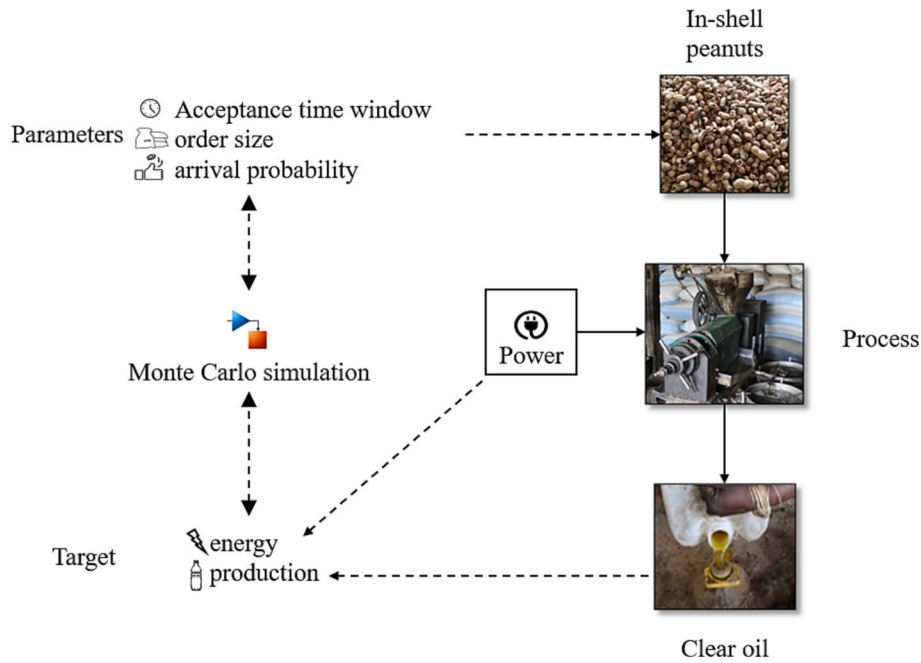 In-shell
peanuts
Parameters
Acceptance time window
order size
arrival probability
Power
Process
Monte Carlo simulation
Target
energy
production
Clear oil